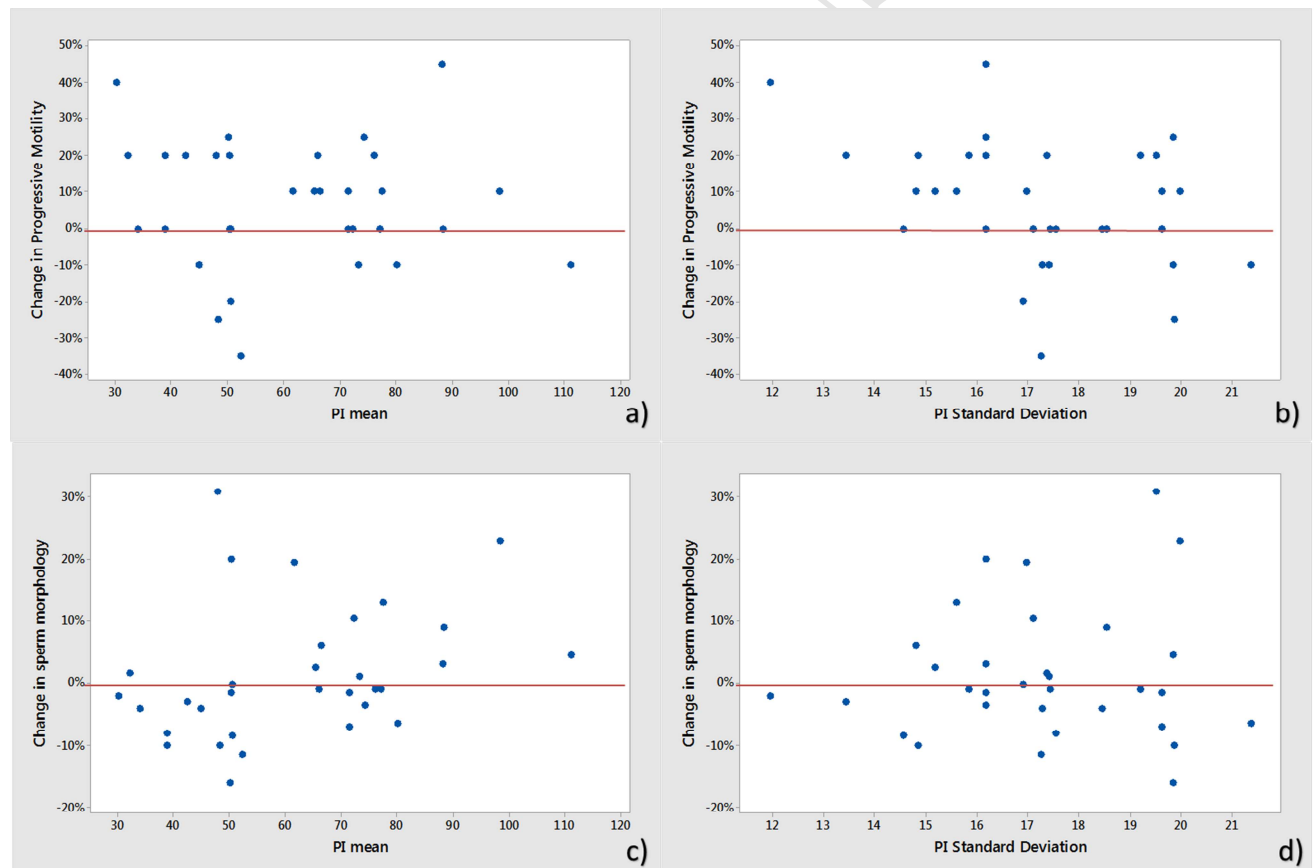 50%
40%
30%
20%
10%
0%
-10%
-20%
-30%
-40%
Change in Progressive Motility
30 40 50 60 70 80 90 100 110 120
PI mean
a)
50%
40%
30%
20%
10%
0%
-10%
-20%
-30%
-40%
Change in Progressive Motility
12 13 14 15 16 17 18 19 20 21
PI Standard Deviation
b)
30%
20%
10%
0%
-10%
-20%
Change in sperm morphology
30 40 50 60 70 80 90 100 110 120
PI mean
c)
30%
20%
10%
0%
-10%
-20%
Change in sperm morphology
12 13 14 15 16 17 18 19 20 21
PI Standard Deviation
d)